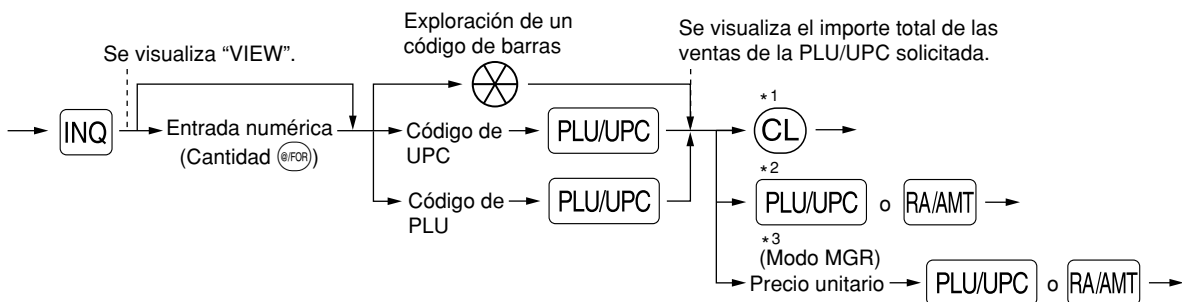 Exploración de un
código de barras
Se visualiza el importe total de las
ventas de la PLU/UPC solicitada.
Se visualiza “VIEW”.
INQ
Entrada numérica
(Cantidad @/FOR)
Código de
UPC
PLU/UPC
Código de
PLU
PLU/UPC
*1
CL
*2
PLU/UPC o RA/AMT
*3
(Modo MGR)
Precio unitario PLU/UPC o RA/AMT